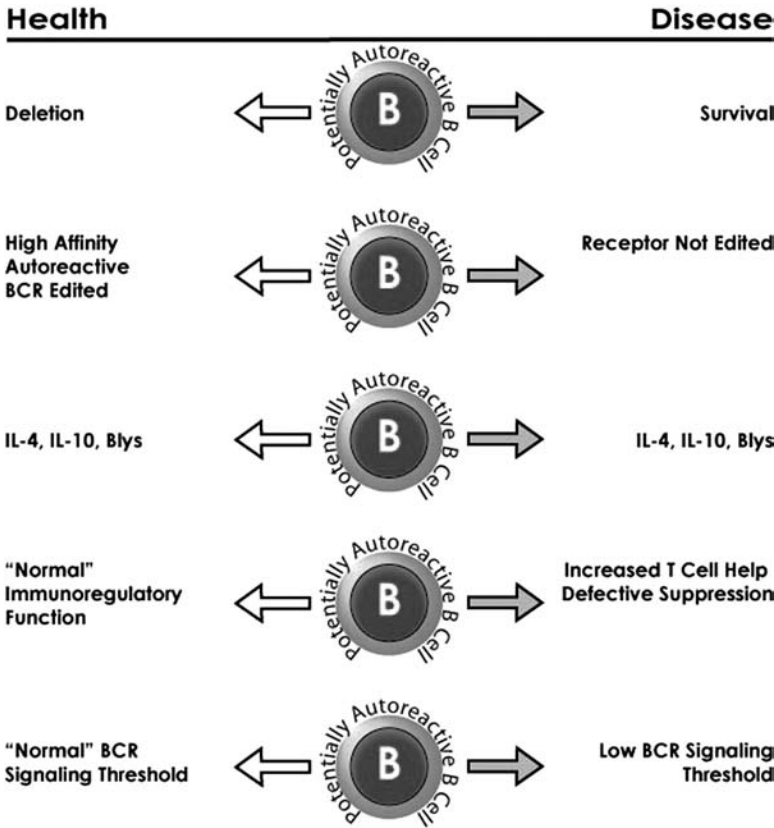 Health
Disease
Deletion
Potentially Autoreactive B Cell
B
Survival
High Affinity
Autoreactive
BCR Edited
Potentially Autoreactive B Cell
B
Receptor Not Edited
IL-4, IL-10, Blys
Potentially Autoreactive B Cell
B
IL-4, IL-10, Blys
“Normal”
Immunoregulatory
Function
Potentially Autoreactive B Cell
B
Increased T Cell Help
Defective Suppression
“Normal” BCR
Signaling Threshold
Potentially Autoreactive B Cell
B
Low BCR Signaling
Threshold